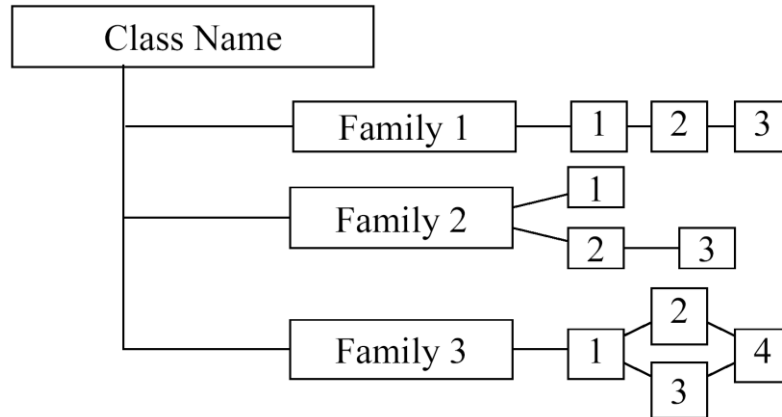 Class Name
Family 1 1 2 3
1
Family 2
2 3
2
Family 3 1 4
3